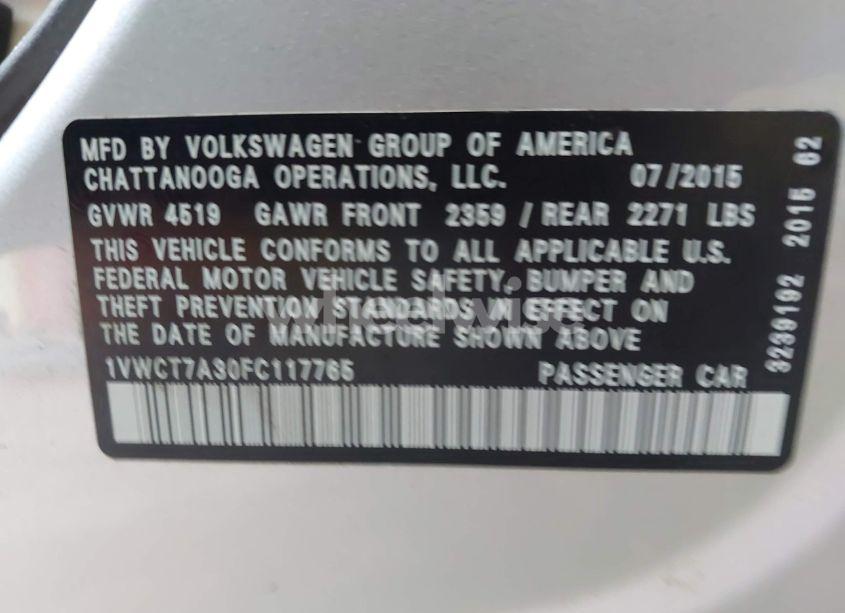 MFD BY VOLKSWAGEN GROUP OF AMERICA
CHATTANOOGA OPERATIONS, LLC. 07/2015
GVWR 4519 GAWR FRONT 2359 / REAR 2271 LBS
THIS VEHICLE CONFORMS TO ALL APPLICABLE U.S.
FEDERAL MOTOR VEHICLE SAFETY, BUMPER AND
THEFT PREVENTION STANDARDS IN EFFECT ON
THE DATE OF MANUFACTURE SHOWN ABOVE
1VWCT7A30FC117765 PASSENGER CAR
3239192 2015 62
wheelwise